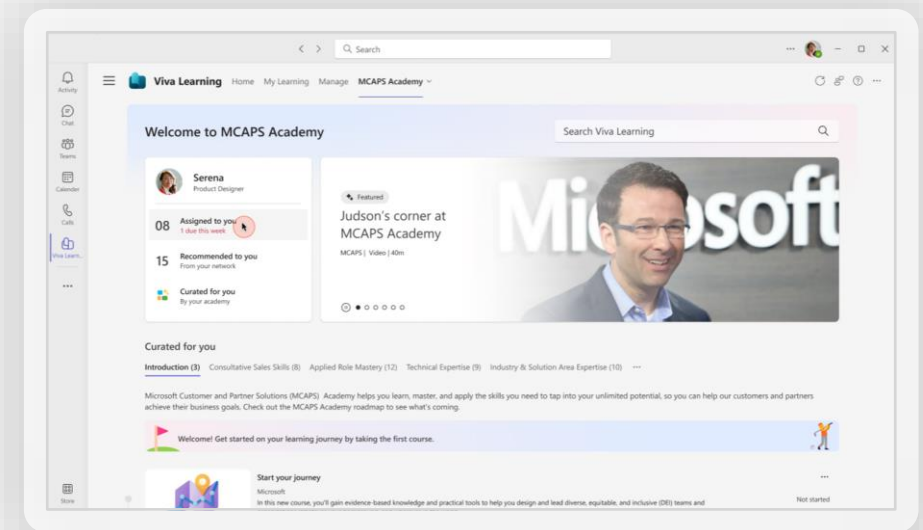 Search
Activity
Chat
Teams
Calendar
Calls
Viva Learn...
Store
Viva Learning Home My Learning Manage MCAPS Academy
Welcome to MCAPS Academy
Search Viva Learning
Serena
Product Designer
08 Assigned to you
1 due this week
15 Recommended to you
From your network
Curated for you
By your academy
Featured
Judson's corner at
MCAPS Academy
MCAPS | Video | 40m
Microsoft
Curated for you
Introduction (3) Consultative Sales Skills (8) Applied Role Mastery (12) Technical Expertise (9) Industry & Solution Area Expertise (10)
Microsoft Customer and Partner Solutions (MCAPS) Academy helps you learn, master, and apply the skills you need to tap into your unlimited potential, so you can help our customers and partners
achieve their business goals. Check out the MCAPS Academy roadmap to see what's coming.
Welcome! Get started on your learning journey by taking the first course.
Start your journey
Microsoft
In this new course, you'll gain evidence-based knowledge and practical tools to help you design and lead diverse, equitable, and inclusive (DEI) teams and
Not started